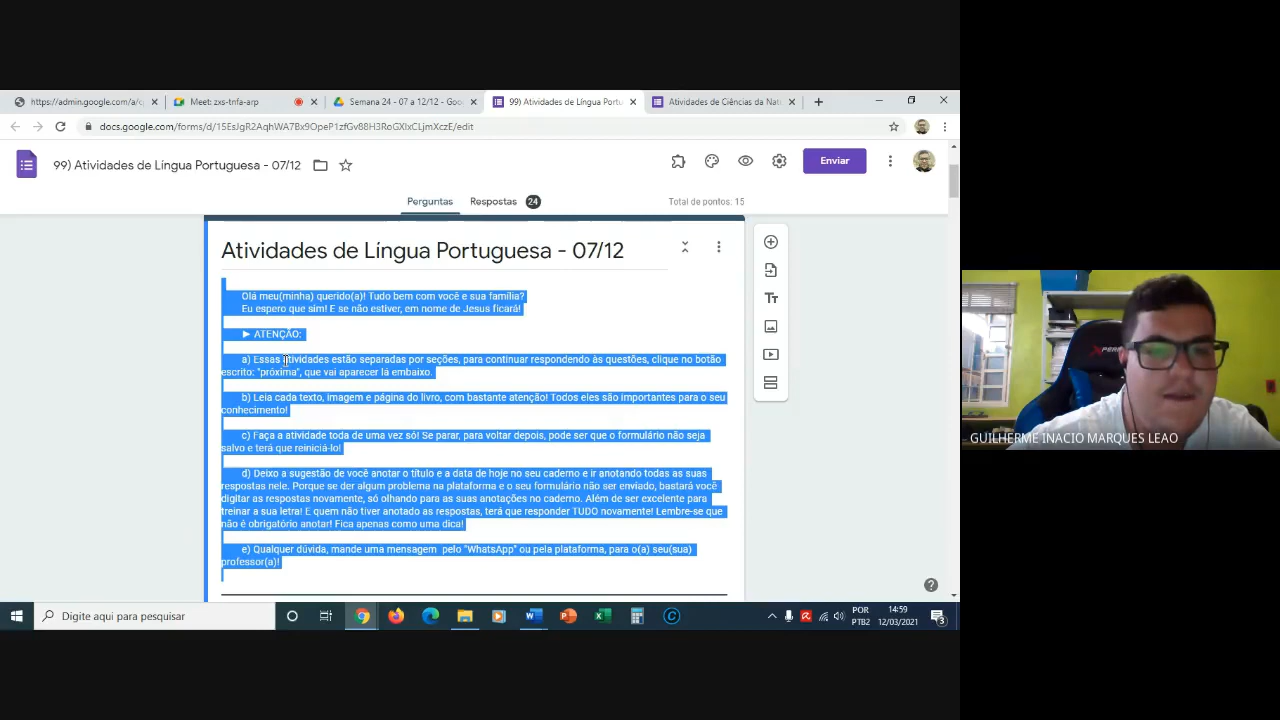 https://admin.google.com/a/cp
Meet: zxs-tnfa-arp
Semana 24 - 07 a 12/12 - Goo
99) Atividades de Língua Portu
Atividades de Ciências da Natu
docs.google.com/forms/d/15EsJgR2AqhWA7Bx9OpeP1zfGv88H3RoGXlxCLjmXczE/edit
99) Atividades de Língua Portuguesa - 07/12
Enviar
Perguntas
Respostas 24
Total de pontos: 15
Atividades de Língua Portuguesa - 07/12
Olá meu(minha) querido(a)! Tudo bem com você e sua família?
Eu espero que sim! E se não estiver, em nome de Jesus ficará!
► ATENÇÃO:
a) Essas atividades estão separadas por seções, para continuar respondendo às questões, clique no botão
escrito: "próxima", que vai aparecer lá embaixo.
b) Leia cada texto, imagem e página do livro, com bastante atenção! Todos eles são importantes para o seu
conhecimento!
c) Faça a atividade toda de uma vez só! Se parar, para voltar depois, pode ser que o formulário não seja
salvo e terá que reiniciá-lo!
d) Deixo a sugestão de você anotar o título e a data de hoje no seu caderno e ir anotando todas as suas
respostas nele. Porque se der algum problema na plataforma e o seu formulário não ser enviado, bastará você
digitar as respostas novamente, só olhando para as suas anotações no caderno. Além de ser excelente para
treinar a sua letra! E quem não tiver anotado as respostas, terá que responder TUDO novamente! Lembre-se que
não é obrigatório anotar! Fica apenas como uma dica!
e) Qualquer dúvida, mande uma mensagem pelo "WhatsApp" ou pela plataforma, para o(a) seu(sua)
professor(a)!
GUILHERME INACIO MARQUES LEAO
Digite aqui para pesquisar
POR
PTB2
14:59
12/03/2021
3